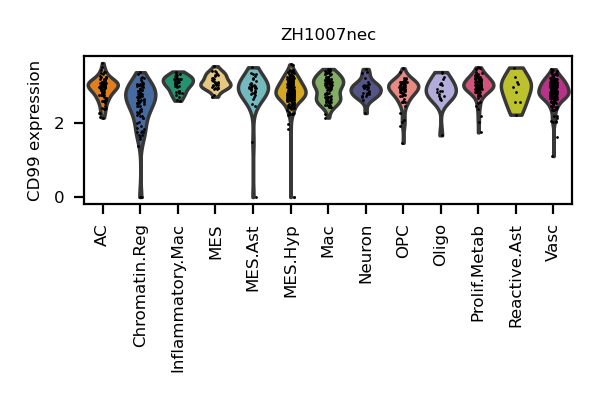 ZH1007nec
CD99 expression
2
0
AC
Chromatin.Reg
Inflammatory.Mac
MES
MES.Ast
MES.Hyp
Mac
Neuron
OPC
Oligo
Prolif.Metab
Reactive.Ast
Vasc